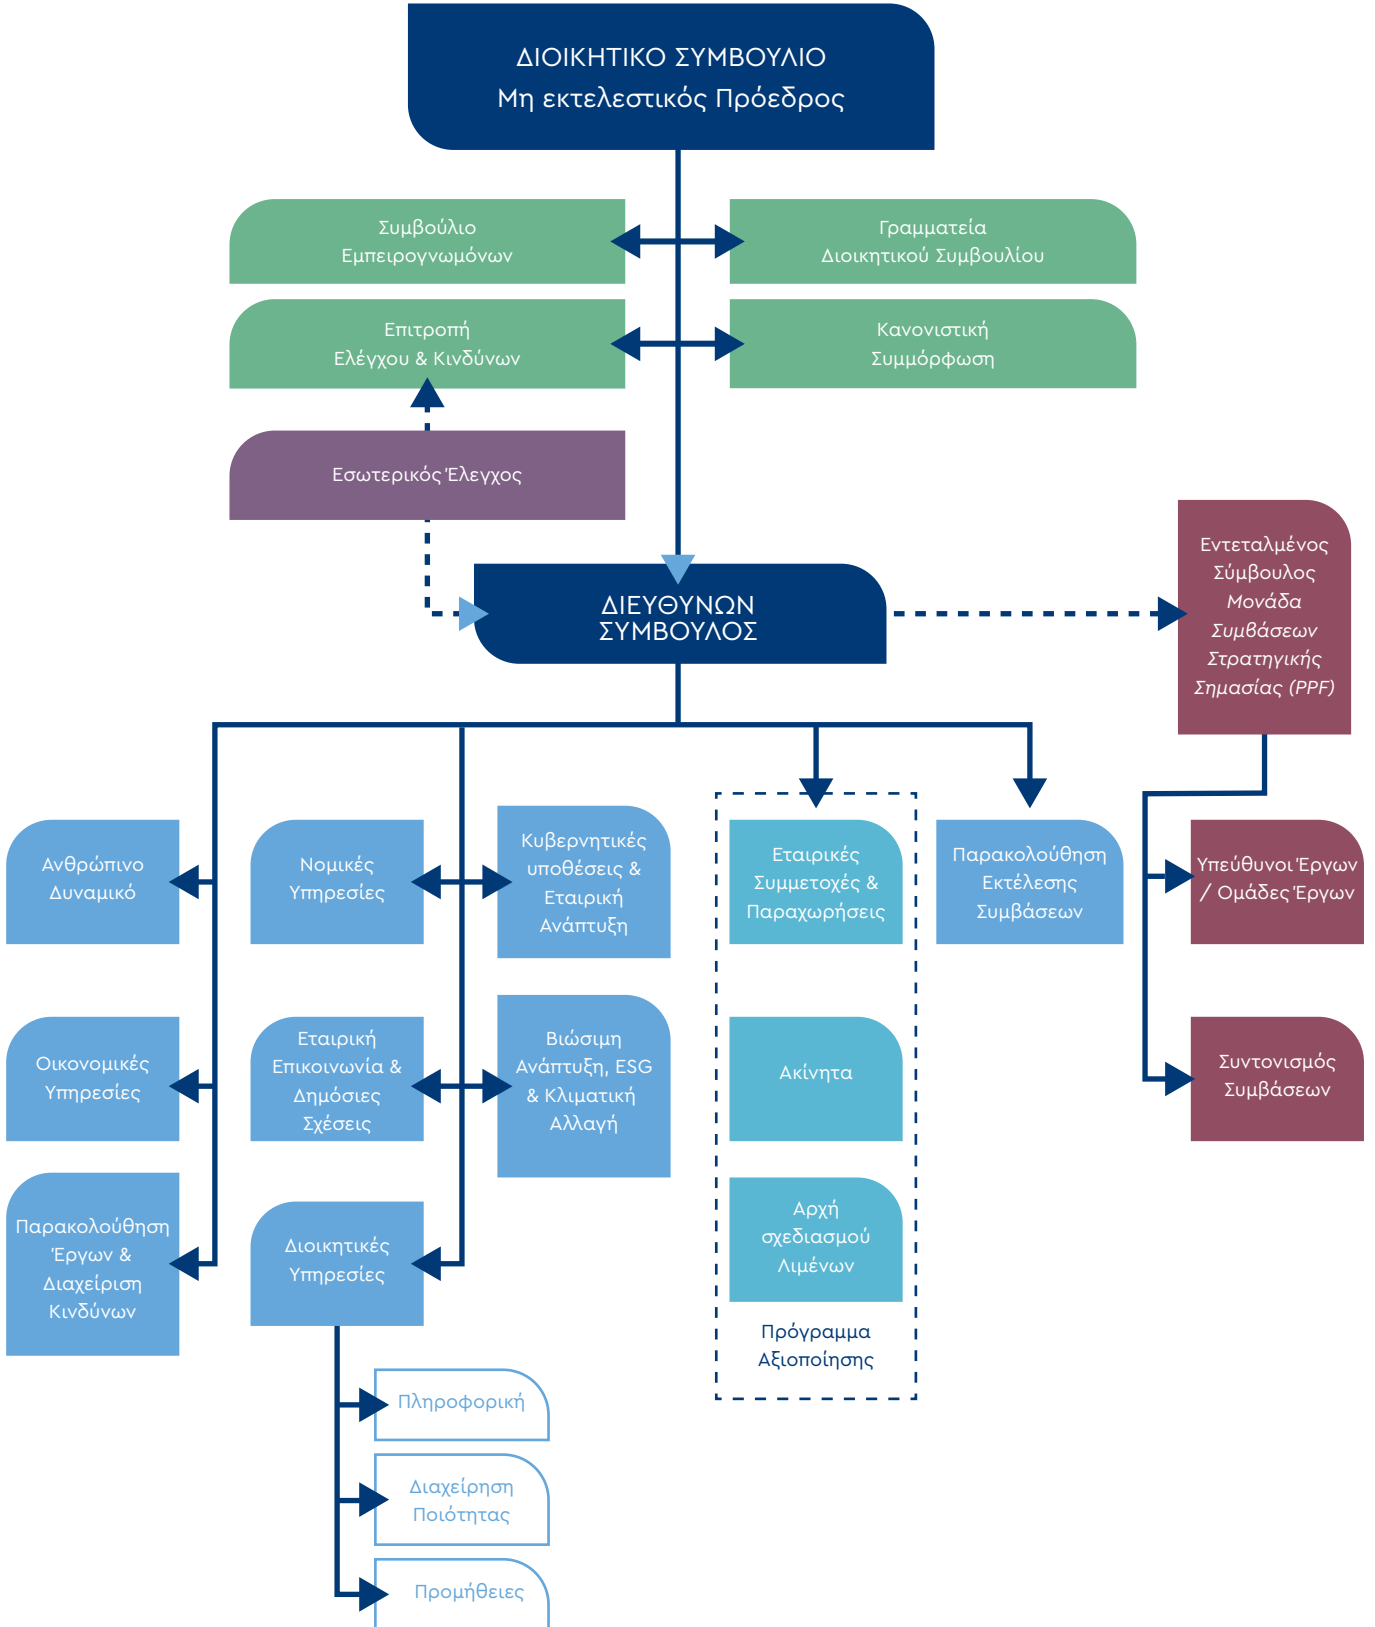 ΔΙΟΙΚΗΤΙΚΟ ΣΥΜΒΟΥΛΙΟ
Μη εκτελεστικός Πρόεδρος
Συμβούλιο
Εμπειρογνωμόνων
Γραμματεία
Διοικητικού Συμβουλίου
Επιτροπή
Ελέγχου & Κινδύνων
Κανονιστική
Συμμόρφωση
Εσωτερικός Έλεγχος
ΔΙΕΥΘΥΝΩΝ
ΣΥΜΒΟΥΛΟΣ
Εντεταλμένος
Σύμβουλος
Μονάδα
Συμβάσεων
Στρατηγικής
Σημασίας (PPF)
Ανθρώπινο
Δυναμικό
Νομικές
Υπηρεσίες
Κυβερνητικές
υποθέσεις &
Εταιρική
Ανάπτυξη
Εταιρικές
Συμμετοχές &
Παραχωρήσεις
Παρακολούθηση
Εκτέλεσης
Συμβάσεων
Υπεύθυνοι Έργων
/ Ομάδες Έργων
Οικονομικές
Υπηρεσίες
Εταιρική
Επικοινωνία &
Δημόσιες
Σχέσεις
Βιώσιμη
Ανάπτυξη, ESG
& Κλιματική
Αλλαγή
Ακίνητα
Συντονισμός
Συμβάσεων
Παρακολούθηση
Έργων &
Διαχείριση
Κινδύνων
Διοικητικές
Υπηρεσίες
Αρχή
σχεδιασμού
Λιμένων
Πρόγραμμα
Αξιοποίησης
Πληροφορική
Διαχείρηση
Ποιότητας
Προμήθειες